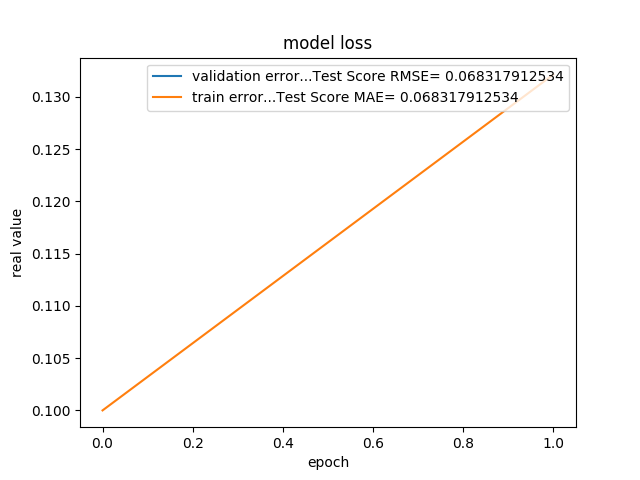 model loss
validation error...Test Score RMSE= 0.068317912534
train error...Test Score MAE= 0.068317912534
0.130
0.125
0.120
0.115
0.110
0.105
0.100
real value
0.0 0.2 0.4 0.6 0.8 1.0
epoch